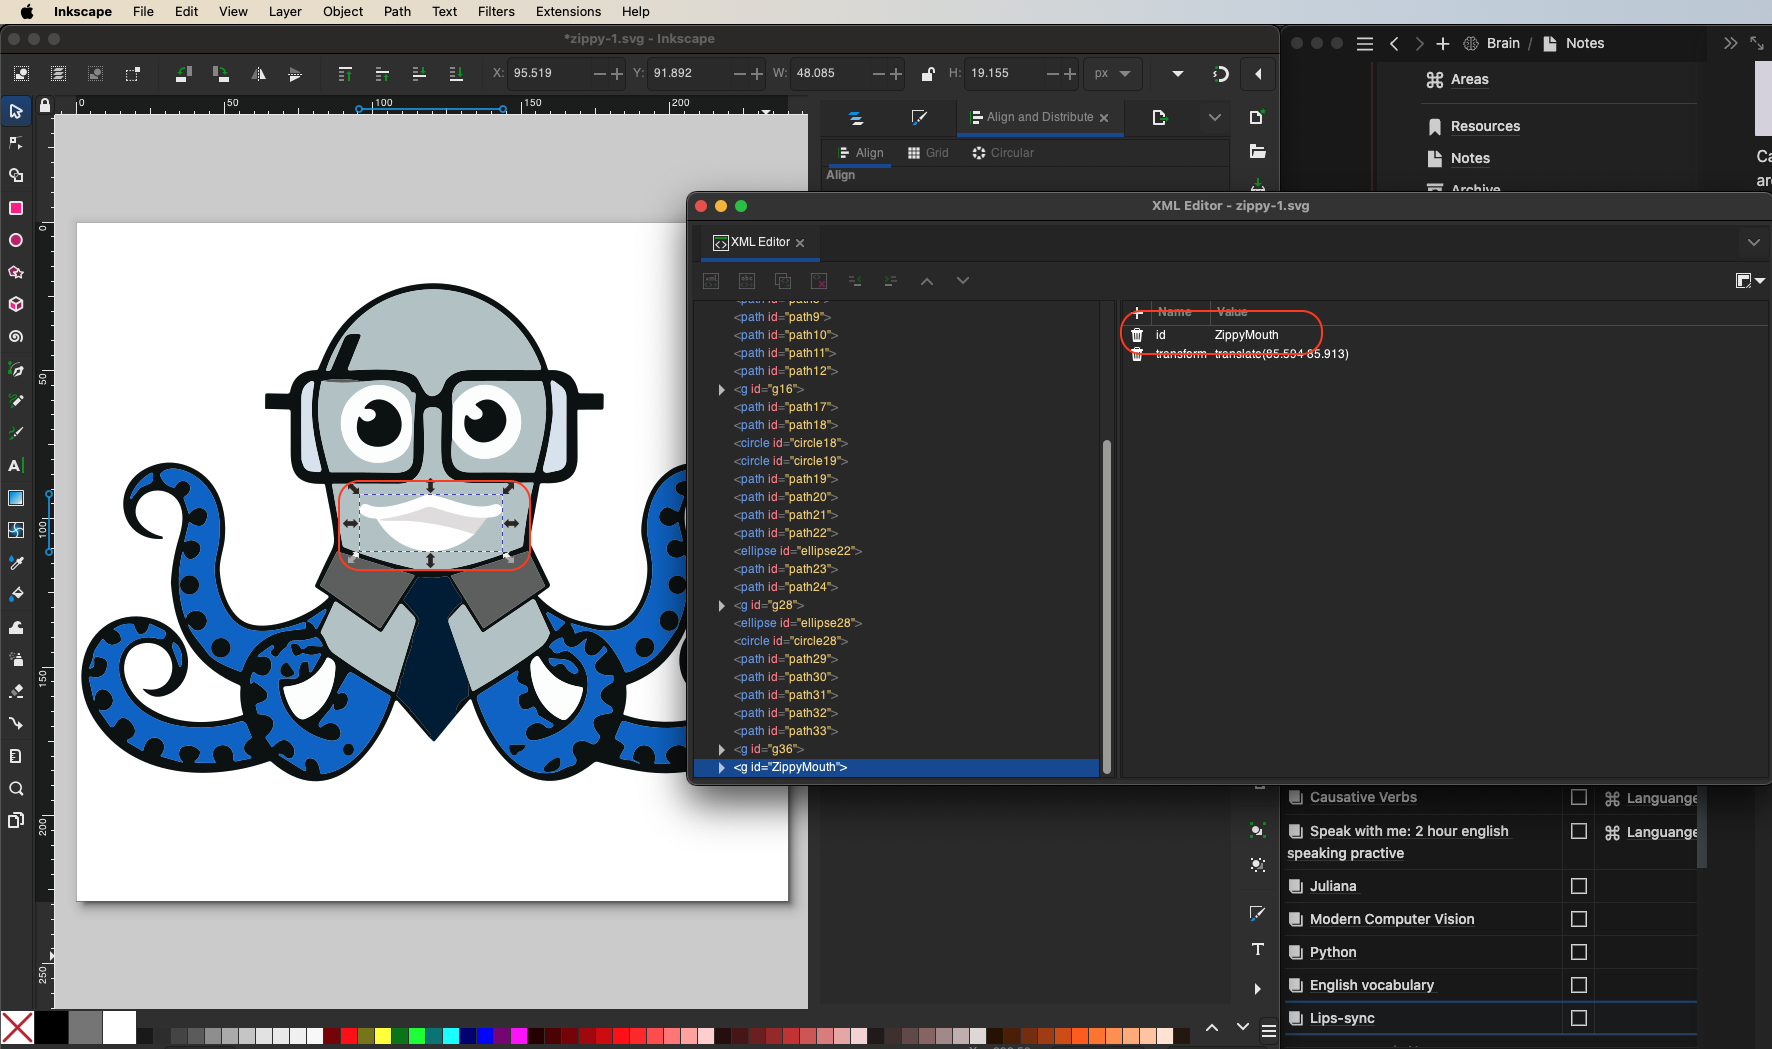 Inkscape File Edit View Layer Object Path Text Filters Extensions Help
*zippy-1.svg - Inkscape
X: 95.519 Y: 91.892 W: 48.085 H: 19.155 px
0 50 100 150 200
Align and Distribute
Align Grid Circular
Align
0
50
100
150
200
250
A
XML Editor - zippy-1.svg
XML Editor
<path id="path9">
<path id="path10">
<path id="path11">
<path id="path12">
<g id="g16">
<path id="path17">
<path id="path18">
<circle id="circle18">
<circle id="circle19">
<path id="path19">
<path id="path20">
<path id="path21">
<path id="path22">
<ellipse id="ellipse22">
<path id="path23">
<path id="path24">
<g id="g28">
<ellipse id="ellipse28">
<circle id="circle28">
<path id="path29">
<path id="path30">
<path id="path31">
<path id="path32">
<path id="path33">
<g id="g36">
<g id="ZippyMouth">
Name Value
id ZippyMouth
transform translate(85.594 85.913)
Brain / Notes
Areas
Resources
Notes
Archive
Ca
are
Causative Verbs Languange
Speak with me: 2 hour english Languange
speaking practive
Juliana
Modern Computer Vision
Python
English vocabulary
Lips-sync